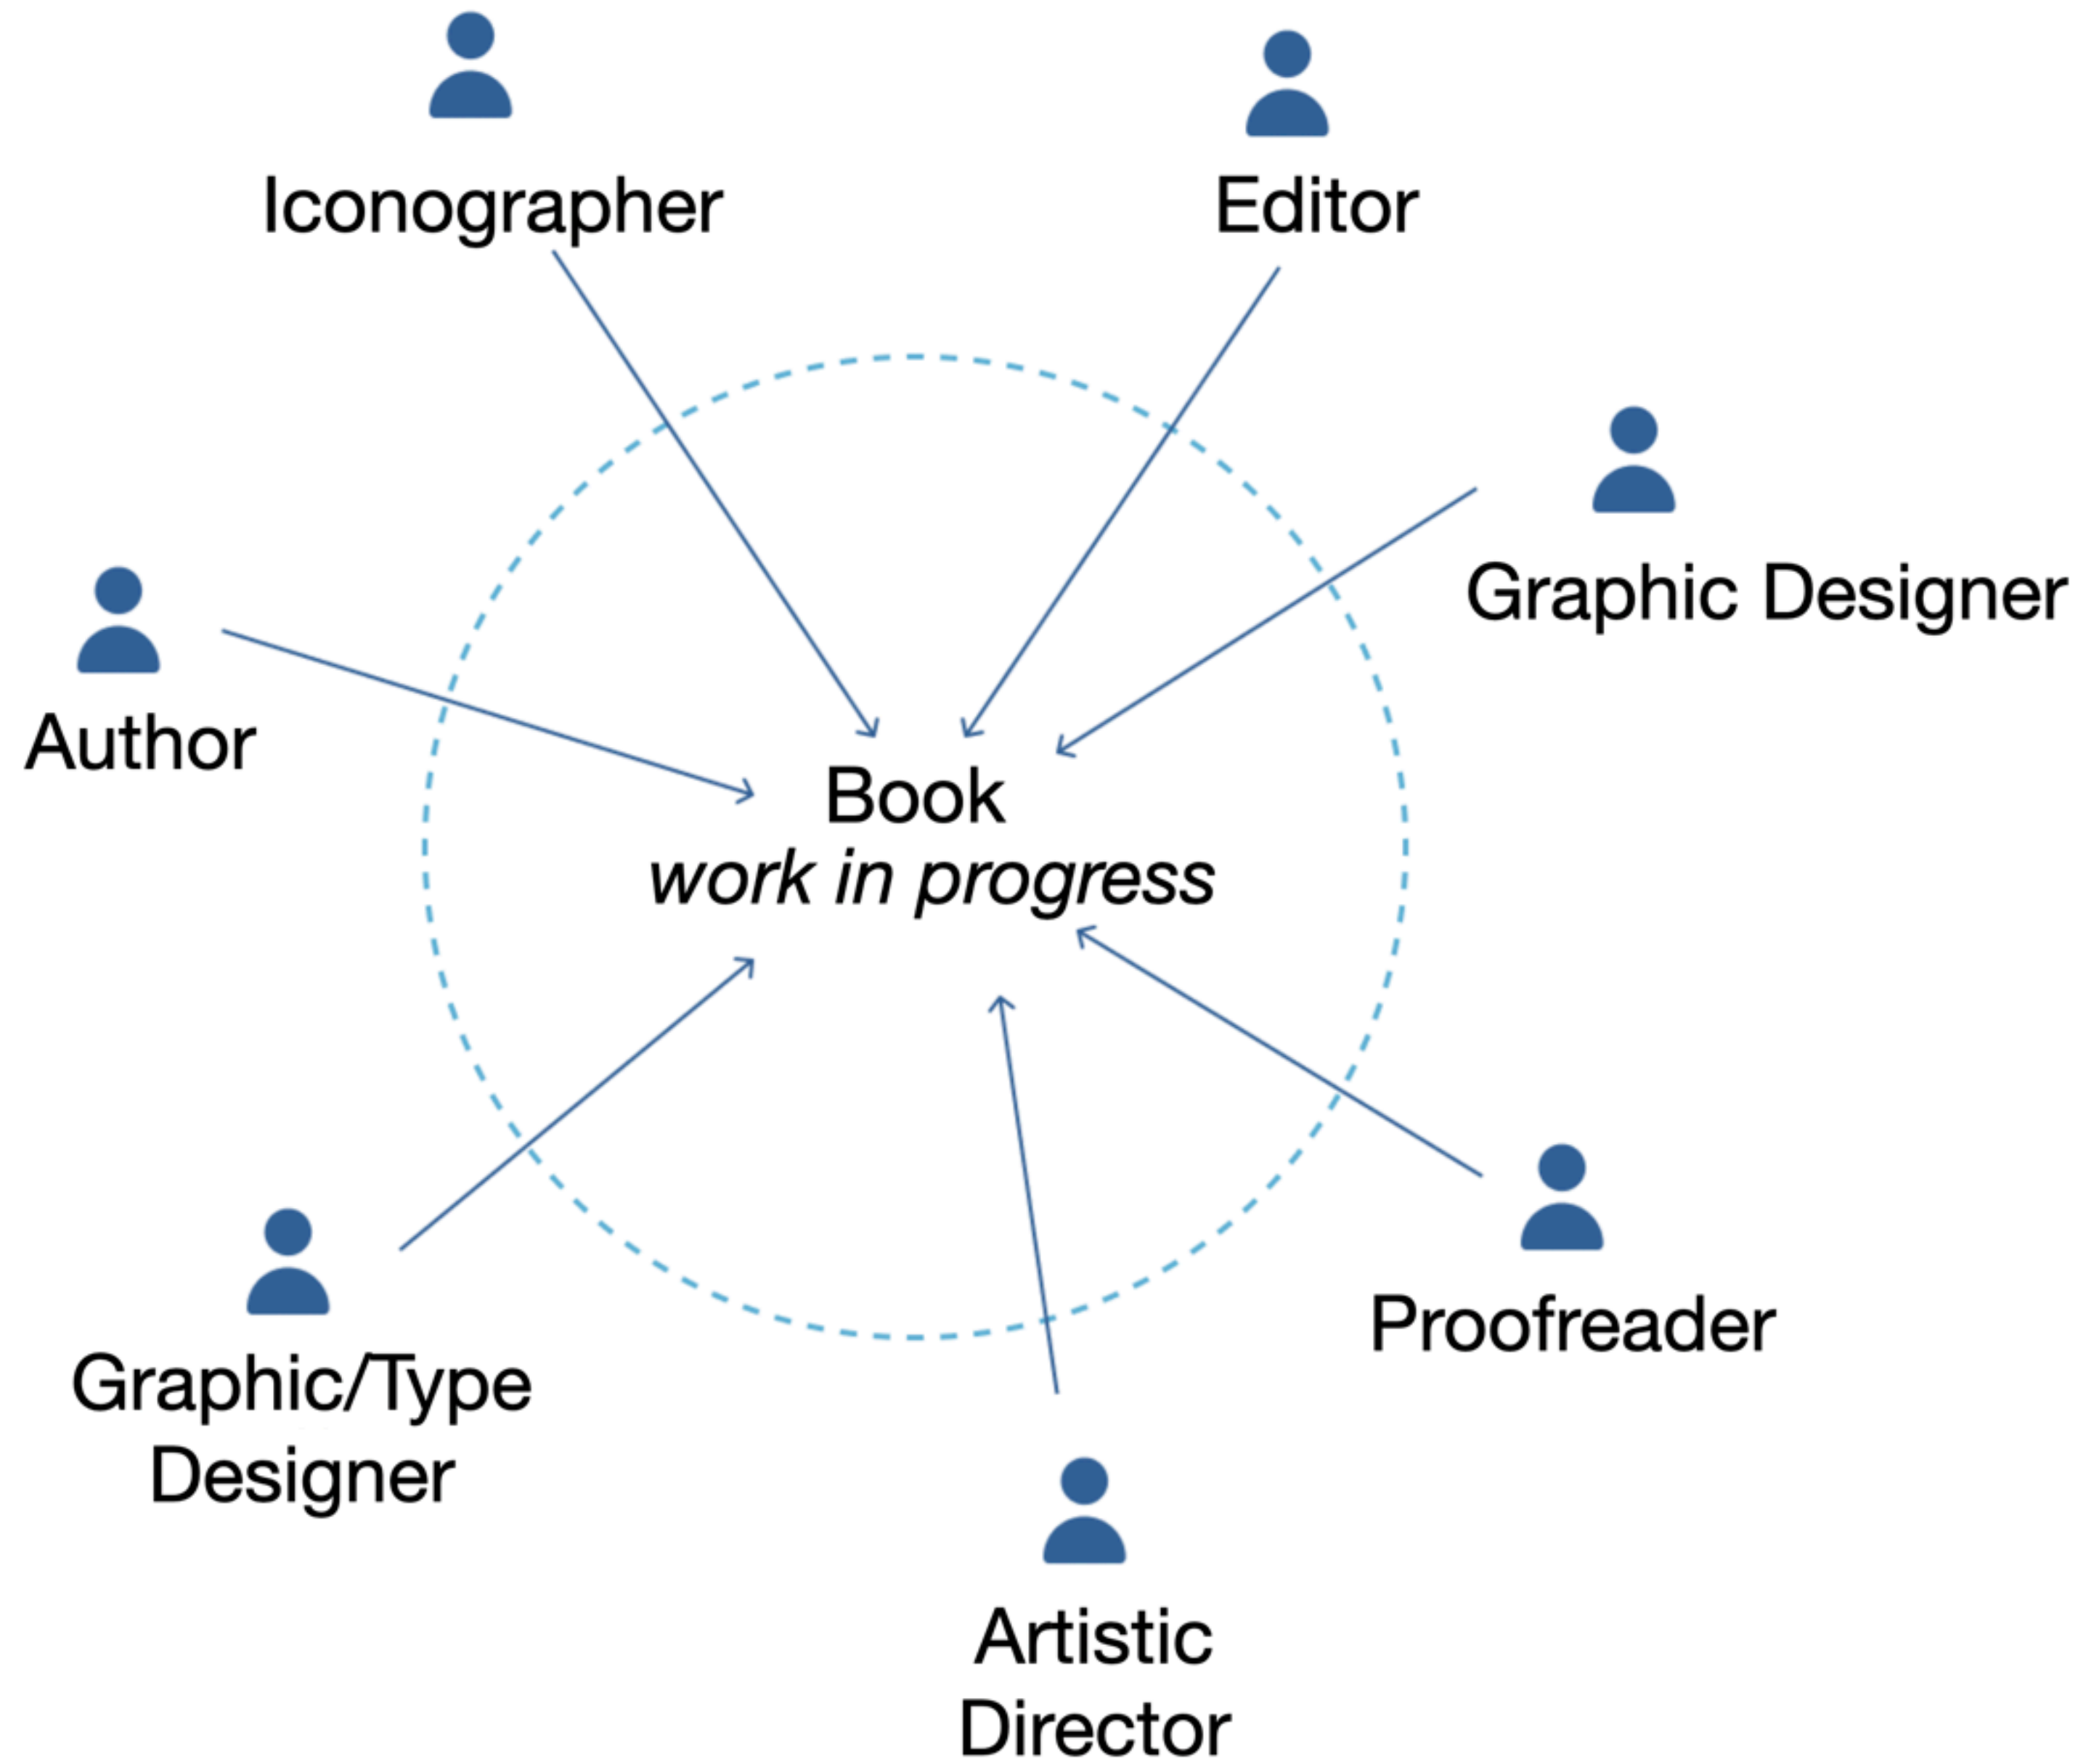 Iconographer
Editor
Graphic Designer
Author
Book
work in progress
Proofreader
Graphic/Type
Designer
Artistic
Director